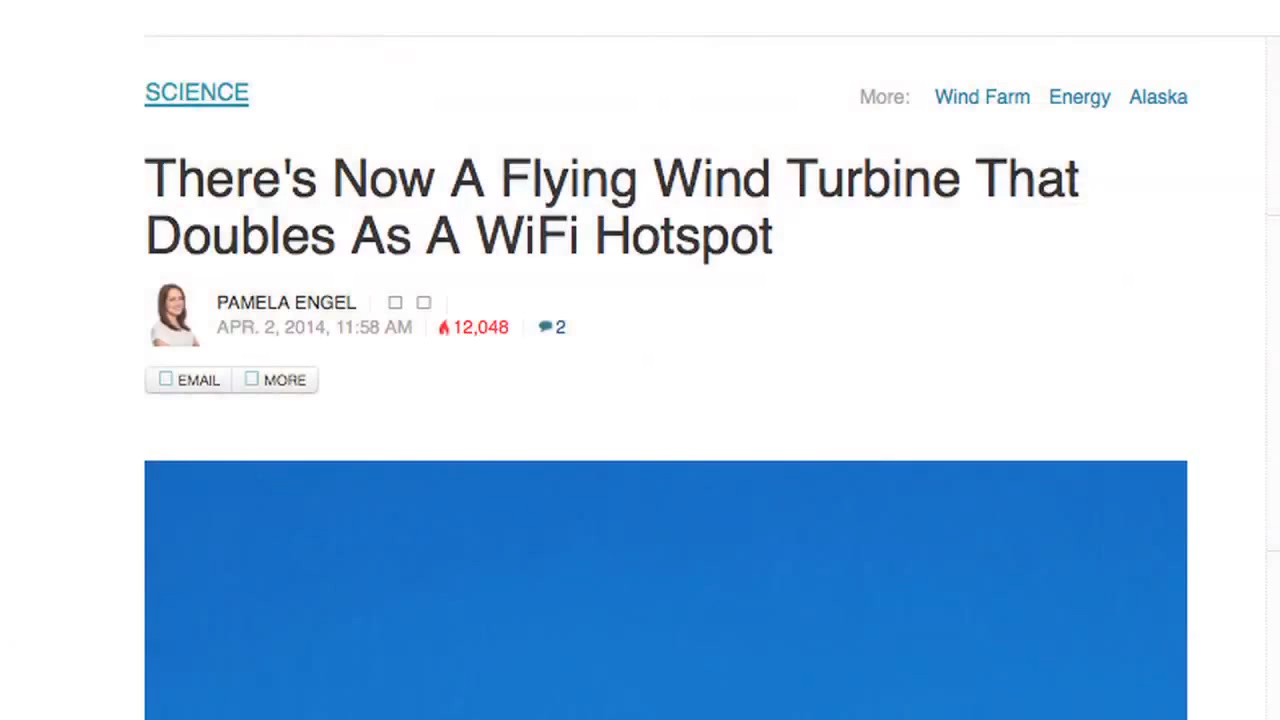 SCIENCE
More: Wind Farm Energy Alaska
There's Now A Flying Wind Turbine That
Doubles As A WiFi Hotspot
PAMELA ENGEL
APR. 2, 2014, 11:58 AM 12,048 2
EMAIL MORE